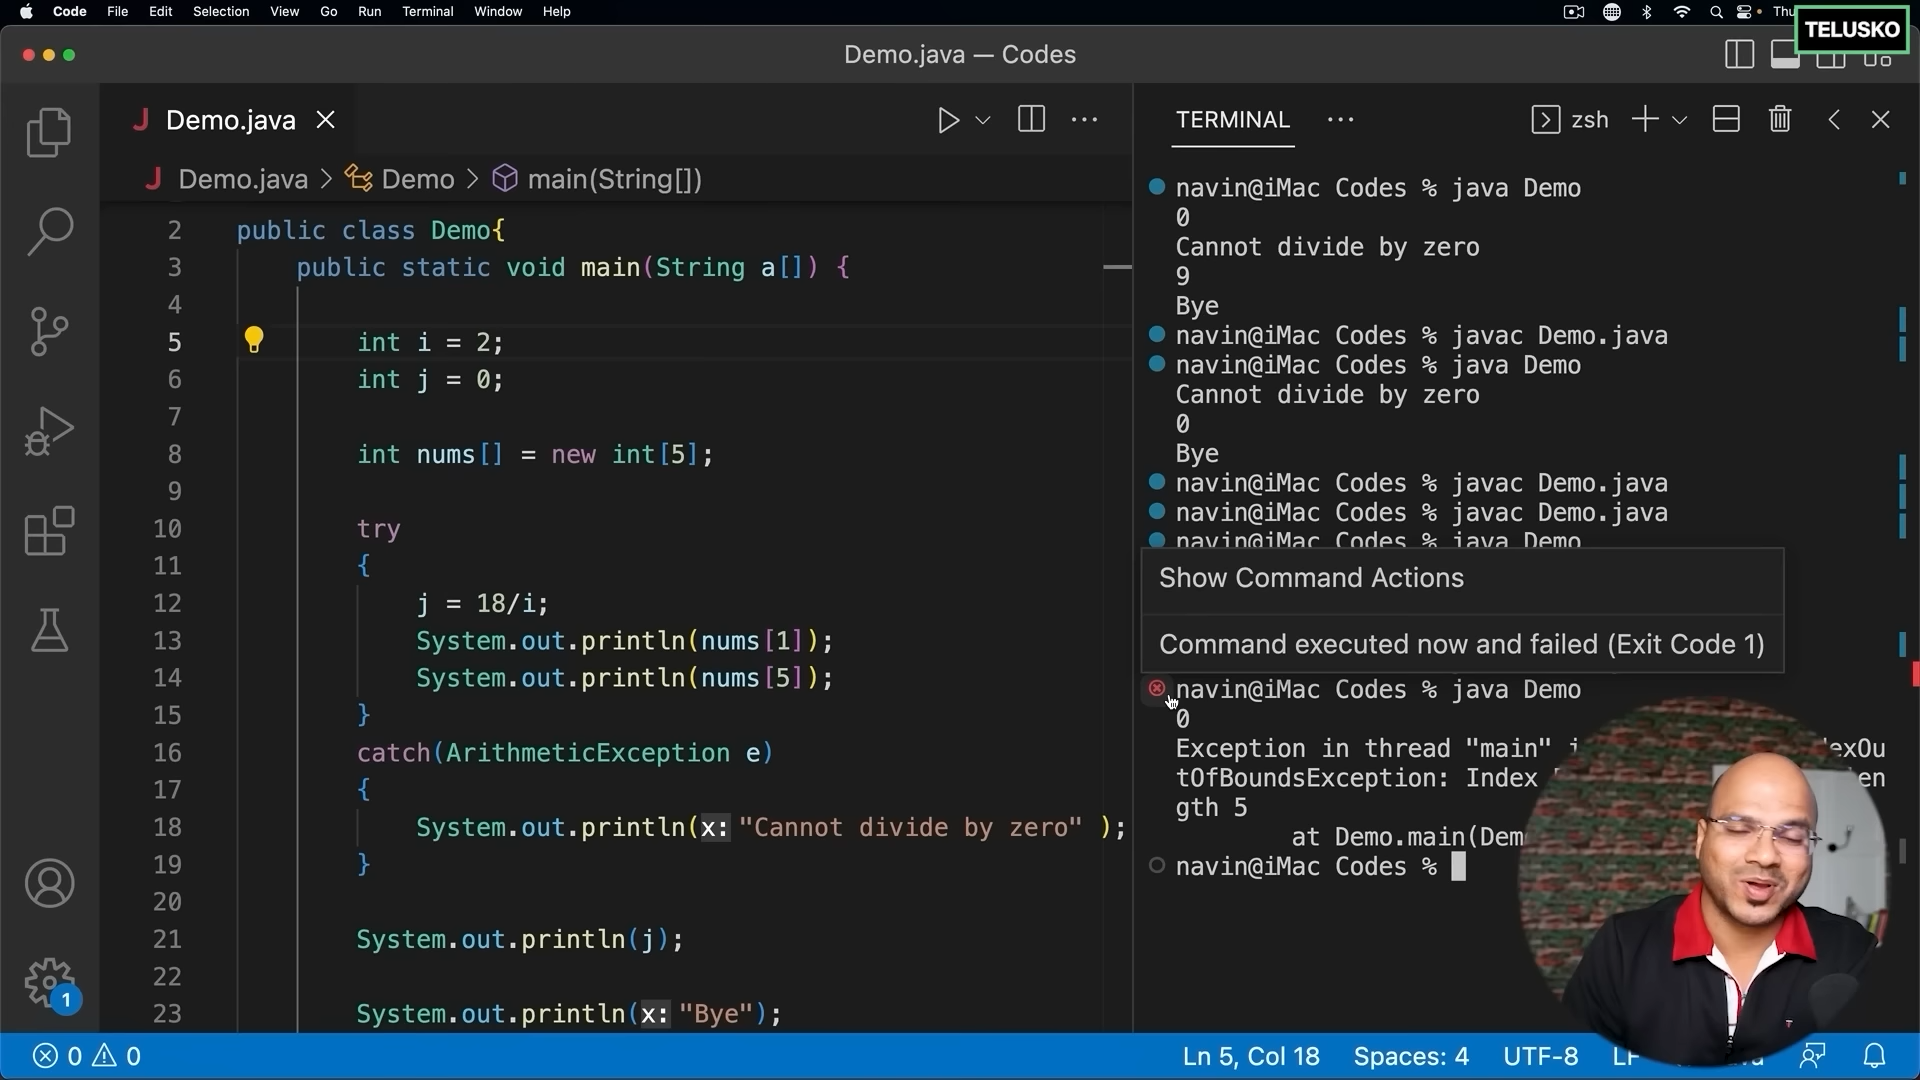 Code File Edit Selection View Go Run Terminal Window Help Thu
TELUSKO
Demo.java — Codes
Demo.java
Demo.java > Demo > main(String[])
2 public class Demo{
3 public static void main(String a[]) {
4
5 int i = 2;
6 int j = 0;
7
8 int nums[] = new int[5];
9
10 try
11 {
12 j = 18/i;
13 System.out.println(nums[1]);
14 System.out.println(nums[5]);
15 }
16 catch(ArithmeticException e)
17 {
18 System.out.println(x: "Cannot divide by zero" );
19 }
20
21 System.out.println(j);
22
23 System.out.println(x: "Bye");
TERMINAL zsh
navin@iMac Codes % java Demo
0
Cannot divide by zero
9
Bye
navin@iMac Codes % javac Demo.java
navin@iMac Codes % java Demo
Cannot divide by zero
0
Bye
navin@iMac Codes % javac Demo.java
navin@iMac Codes % javac Demo.java
navin@iMac Codes % java Demo
Show Command Actions
Command executed now and failed (Exit Code 1)
navin@iMac Codes % java Demo
0
Exception in thread "main" exOu
tOfBoundsException: Index en
gth 5
at Demo.main(Dem
navin@iMac Codes %
1
0 0 Ln 5, Col 18 Spaces: 4 UTF-8 LF